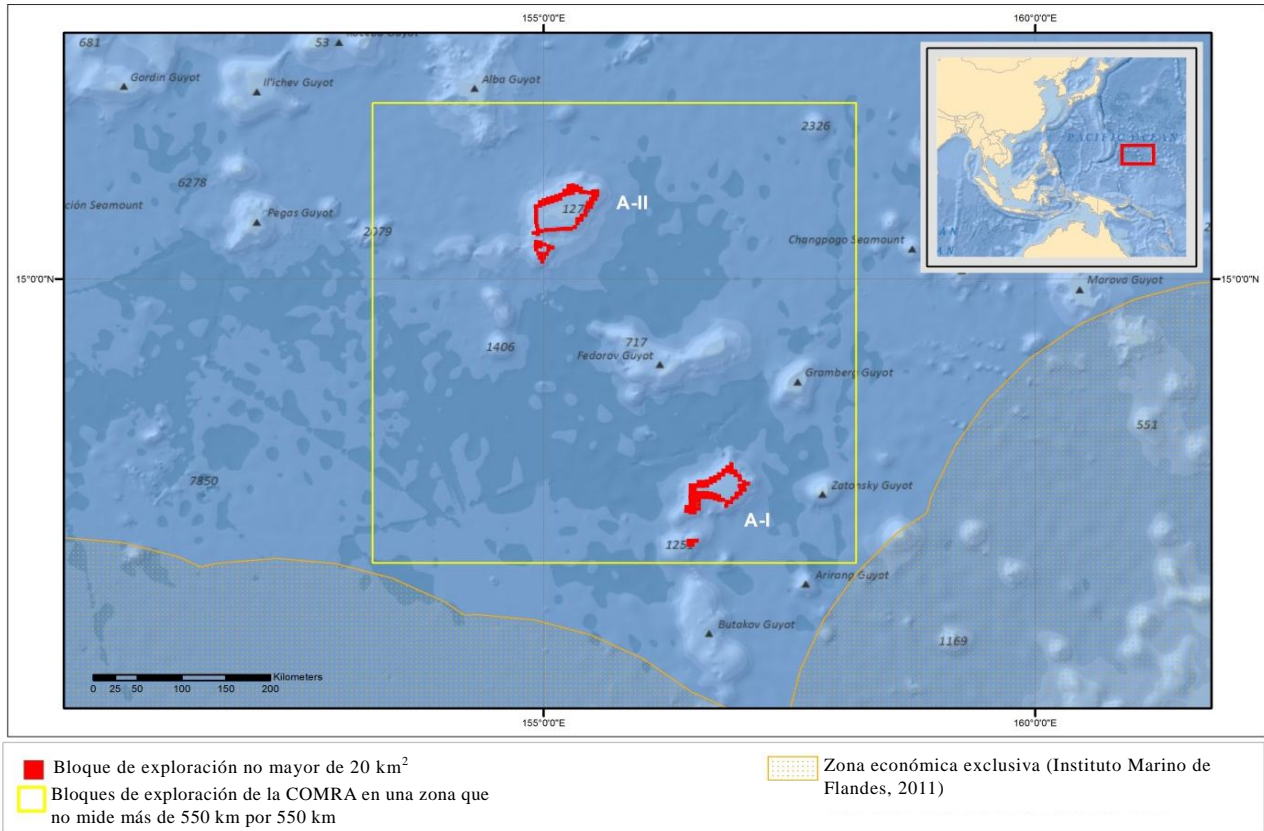 155°0'0"E
160°0'0"E
681
53
Gordin Guyot
Il'ichev Guyot
Alba Guyot
2326
PACIFIC OCEAN
6278
127
A-II
ción Seamount
Pegas Guyot
2079
Changpogo Seamount
15°0'0"N
15°0'0"N
Marova Guyot
1406
717
Fedorov Guyot
Gramberg Guyot
551
7850
Zatonsky Guyot
A-I
1251
Arirang Guyot
Butakov Guyot
1169
Kilometers
0 25 50 100 150 200
155°0'0"E
160°0'0"E
Bloque de exploración no mayor de 20 km²
Bloques de exploración de la COMRA en una zona que
no mide más de 550 km por 550 km
Zona económica exclusiva (Instituto Marino de
Flandes, 2011)